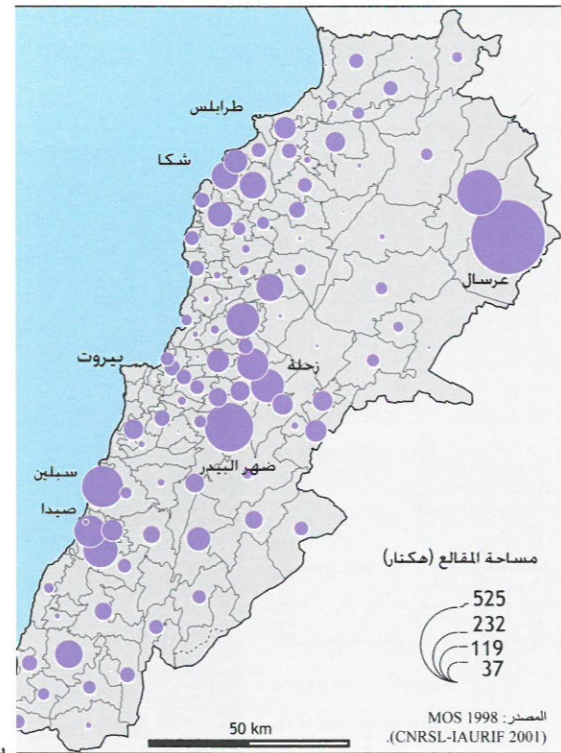 طرابلس
شكا
عرسال
بيروت
زحلة
ضهر البيدر
سبلين
صيدا
مساحة المقالع (هكتار)
525
232
119
37
50 km
المصدر: MOS 1998
(CNRSL-IAURIF 2001).